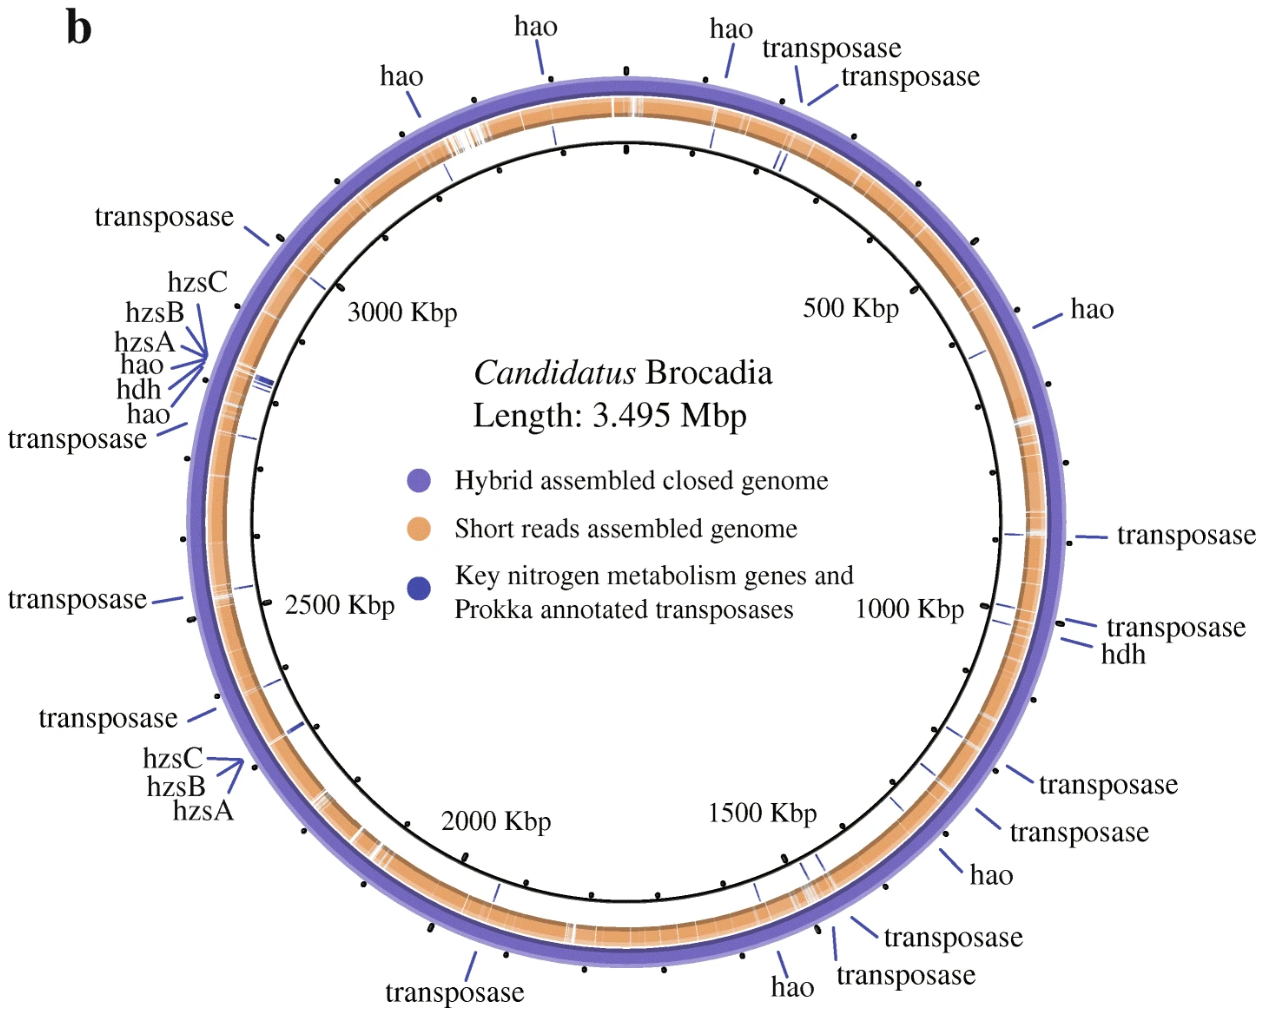 b
hao
hao
transposase
transposase
hao
transposase
hzsC
hzsB
hzsA
hao
hdh
hao
transposase
3000 Kbp
500 Kbp
hao
Candidatus Brocadia
Length: 3.495 Mbp
Hybrid assembled closed genome
Short reads assembled genome
Key nitrogen metabolism genes and
Prokka annotated transposases
transposase
transposase
2500 Kbp
1000 Kbp
transposase
hdh
transposase
hzsC
hzsB
hzsA
transposase
transposase
2000 Kbp
1500 Kbp
hao
transposase
transposase
hao
transposase